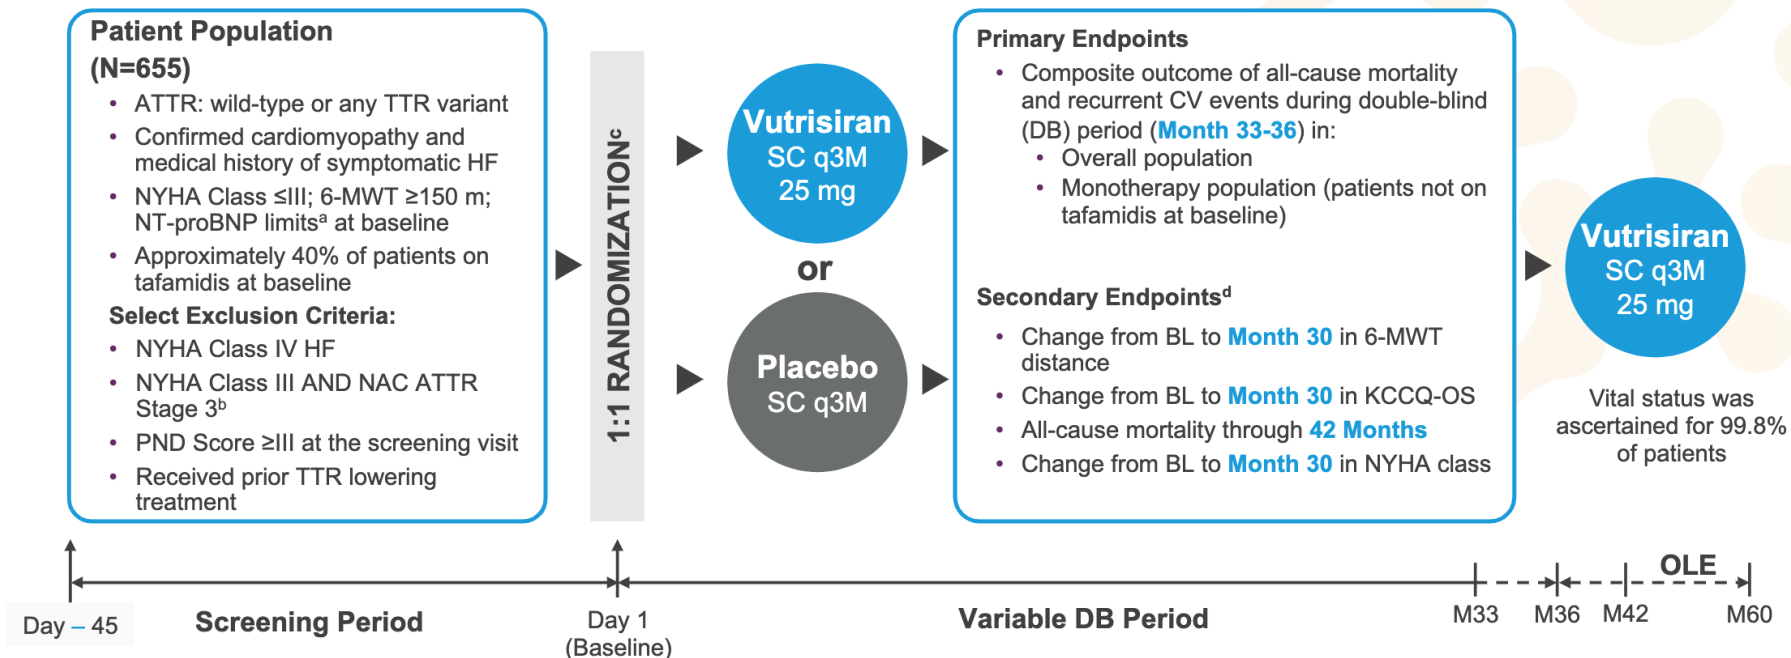 Patient Population
(N=655)
• ATTR: wild-type or any TTR variant
• Confirmed cardiomyopathy and
medical history of symptomatic HF
• NYHA Class ≤III; 6-MWT ≥150 m;
NT-proBNP limitsᵃ at baseline
• Approximately 40% of patients on
tafamidis at baseline
Select Exclusion Criteria:
• NYHA Class IV HF
• NYHA Class III AND NAC ATTR
Stage 3ᵇ
• PND Score ≥III at the screening visit
• Received prior TTR lowering
treatment
1:1 RANDOMIZATIONᶜ
Vutrisiran
SC q3M
25 mg
or
Placebo
SC q3M
Primary Endpoints
• Composite outcome of all-cause mortality
and recurrent CV events during double-blind
(DB) period (Month 33-36) in:
• Overall population
• Monotherapy population (patients not on
tafamidis at baseline)
Secondary Endpointsᵈ
• Change from BL to Month 30 in 6-MWT
distance
• Change from BL to Month 30 in KCCQ-OS
• All-cause mortality through 42 Months
• Change from BL to Month 30 in NYHA class
Vutrisiran
SC q3M
25 mg
Vital status was
ascertained for 99.8%
of patients
Day – 45
Screening Period
Day 1
(Baseline)
Variable DB Period
M33
M36
M42
OLE
M60